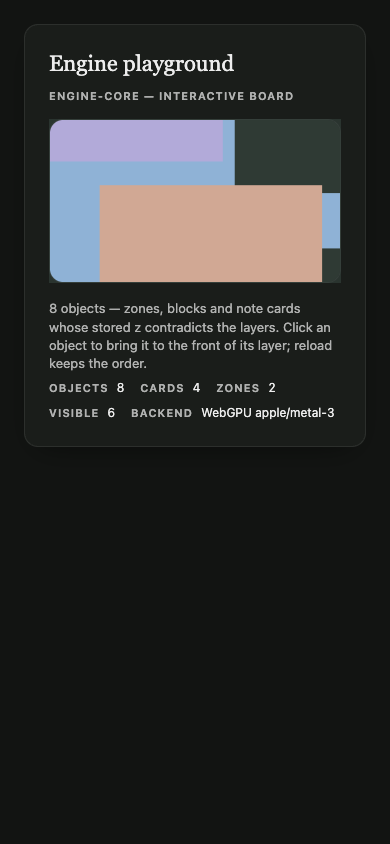 Engine playground
ENGINE-CORE — INTERACTIVE BOARD
8 objects — zones, blocks and note cards
whose stored z contradicts the layers. Click an
object to bring it to the front of its layer; reload
keeps the order.
OBJECTS 8 CARDS 4 ZONES 2
VISIBLE 6 BACKEND WebGPU apple/metal-3